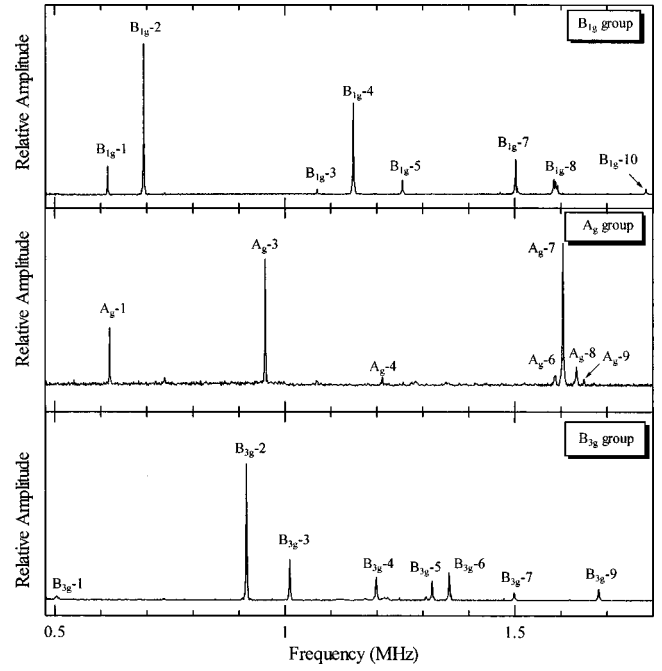 Relative Amplitude
B1g group
B1g-1
B1g-2
B1g-3
B1g-4
B1g-5
B1g-7
B1g-8
B1g-10
Relative Amplitude
Ag group
Ag-1
Ag-3
Ag-4
Ag-6
Ag-7
Ag-8
Ag-9
Relative Amplitude
B3g group
B3g-1
B3g-2
B3g-3
B3g-4
B3g-5
B3g-6
B3g-7
B3g-9
0.5 1 1.5
Frequency (MHz)